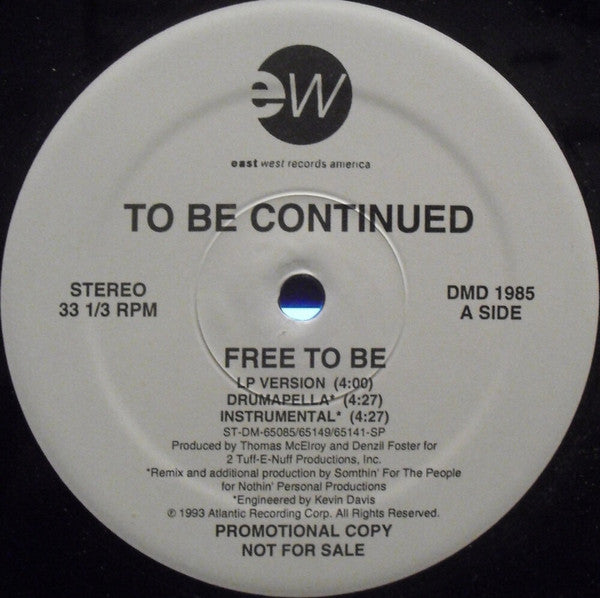 ew
east west records america
TO BE CONTINUED
STEREO
33 1/3 RPM
DMD 1985
A SIDE
FREE TO BE
LP VERSION (4:00)
DRUMAPELLA* (4:27)
INSTRUMENTAL* (4:27)
ST-DM-65085/65149/65141-SP
Produced by Thomas McElroy and Denzil Foster for
2 Tuff-E-Nuff Productions, Inc.
*Remix and additional production by Somthin' For The People
for Nothin' Personal Productions
*Engineered by Kevin Davis
℗ 1993 Atlantic Recording Corp. All Rights Reserved.
PROMOTIONAL COPY
NOT FOR SALE